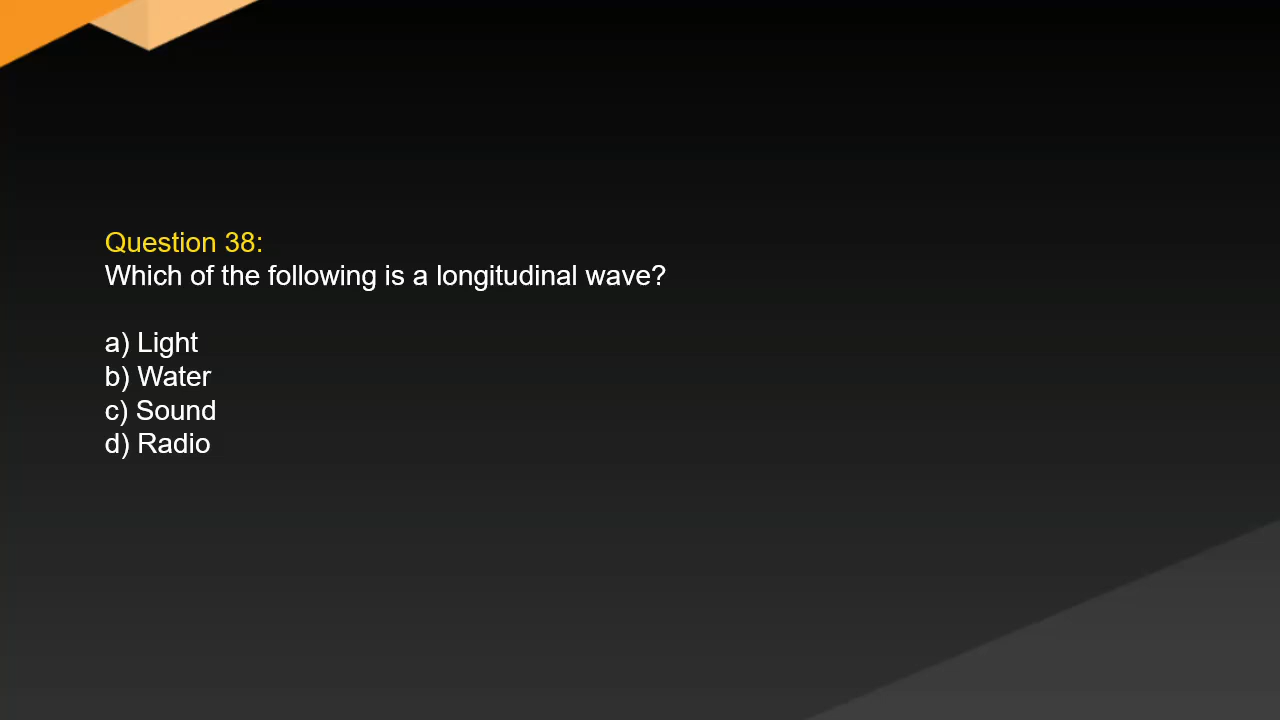 Question 38:
Which of the following is a longitudinal wave?
a) Light
b) Water
c) Sound
d) Radio